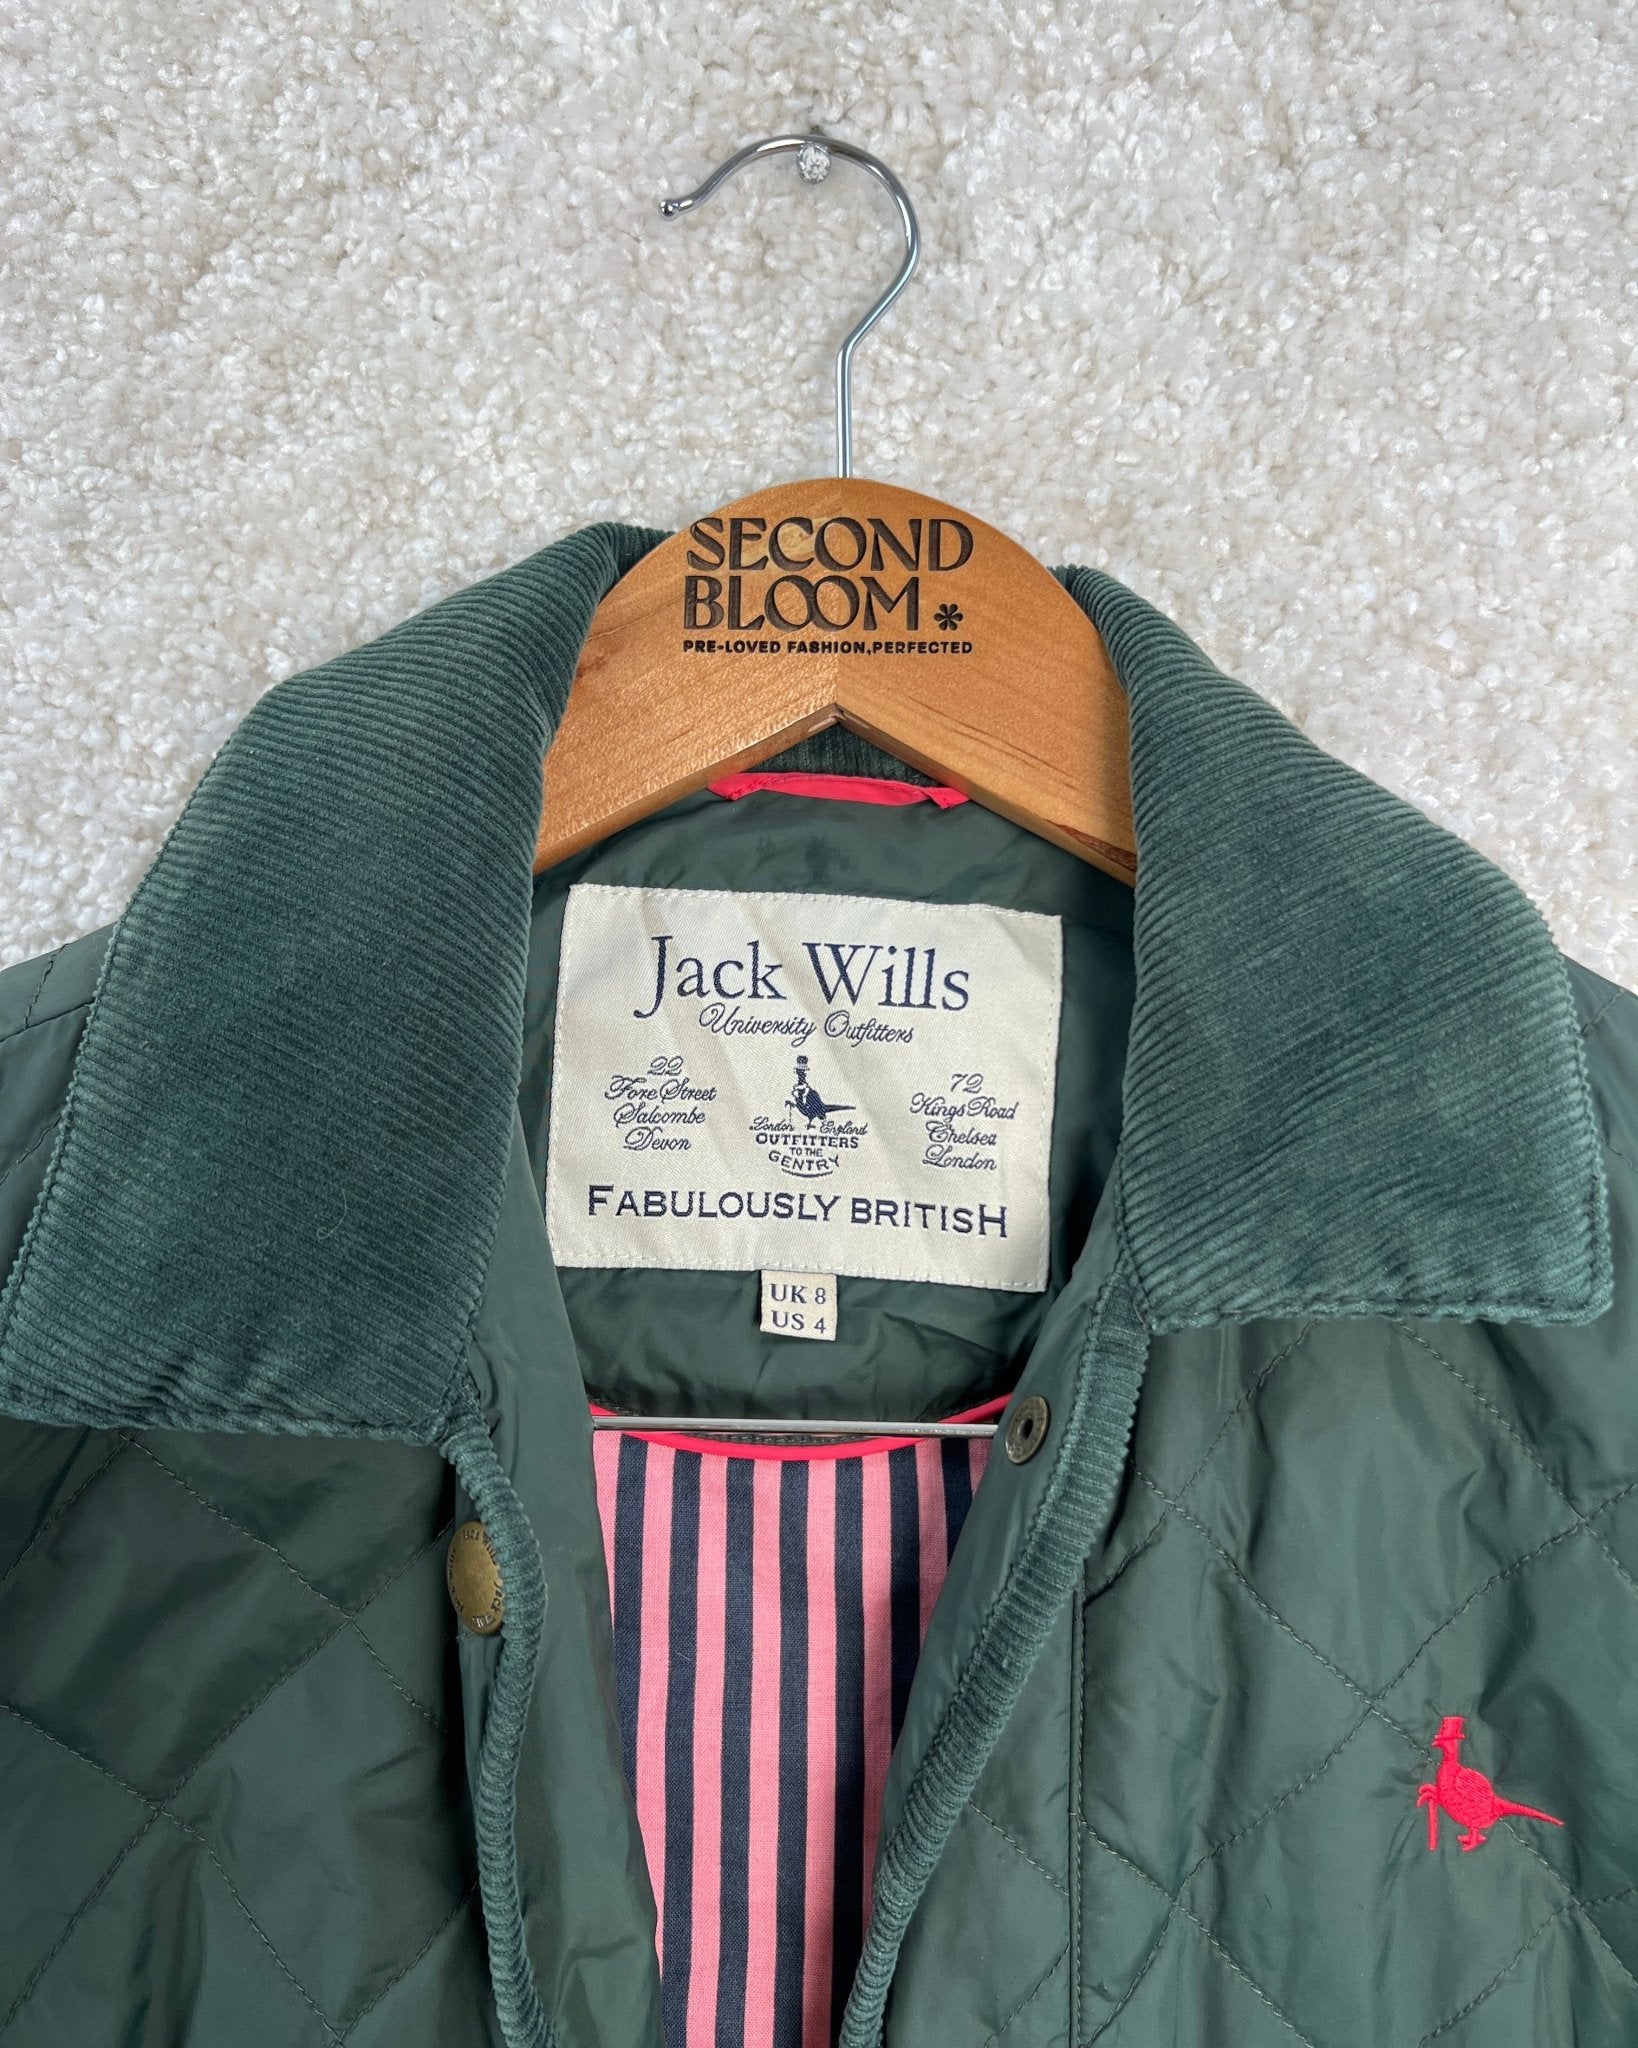 SECOND
BLOOM
PRE-LOVED FASHION,PERFECTED
Jack Wills
University Outfitters
22
Fore Street
Salcombe
Devon
London England
OUTFITTERS
TO THE
GENTRY
72
Kings Road
Chelsea
London
FABULOUSLY BRITISH
UK 8
US 4